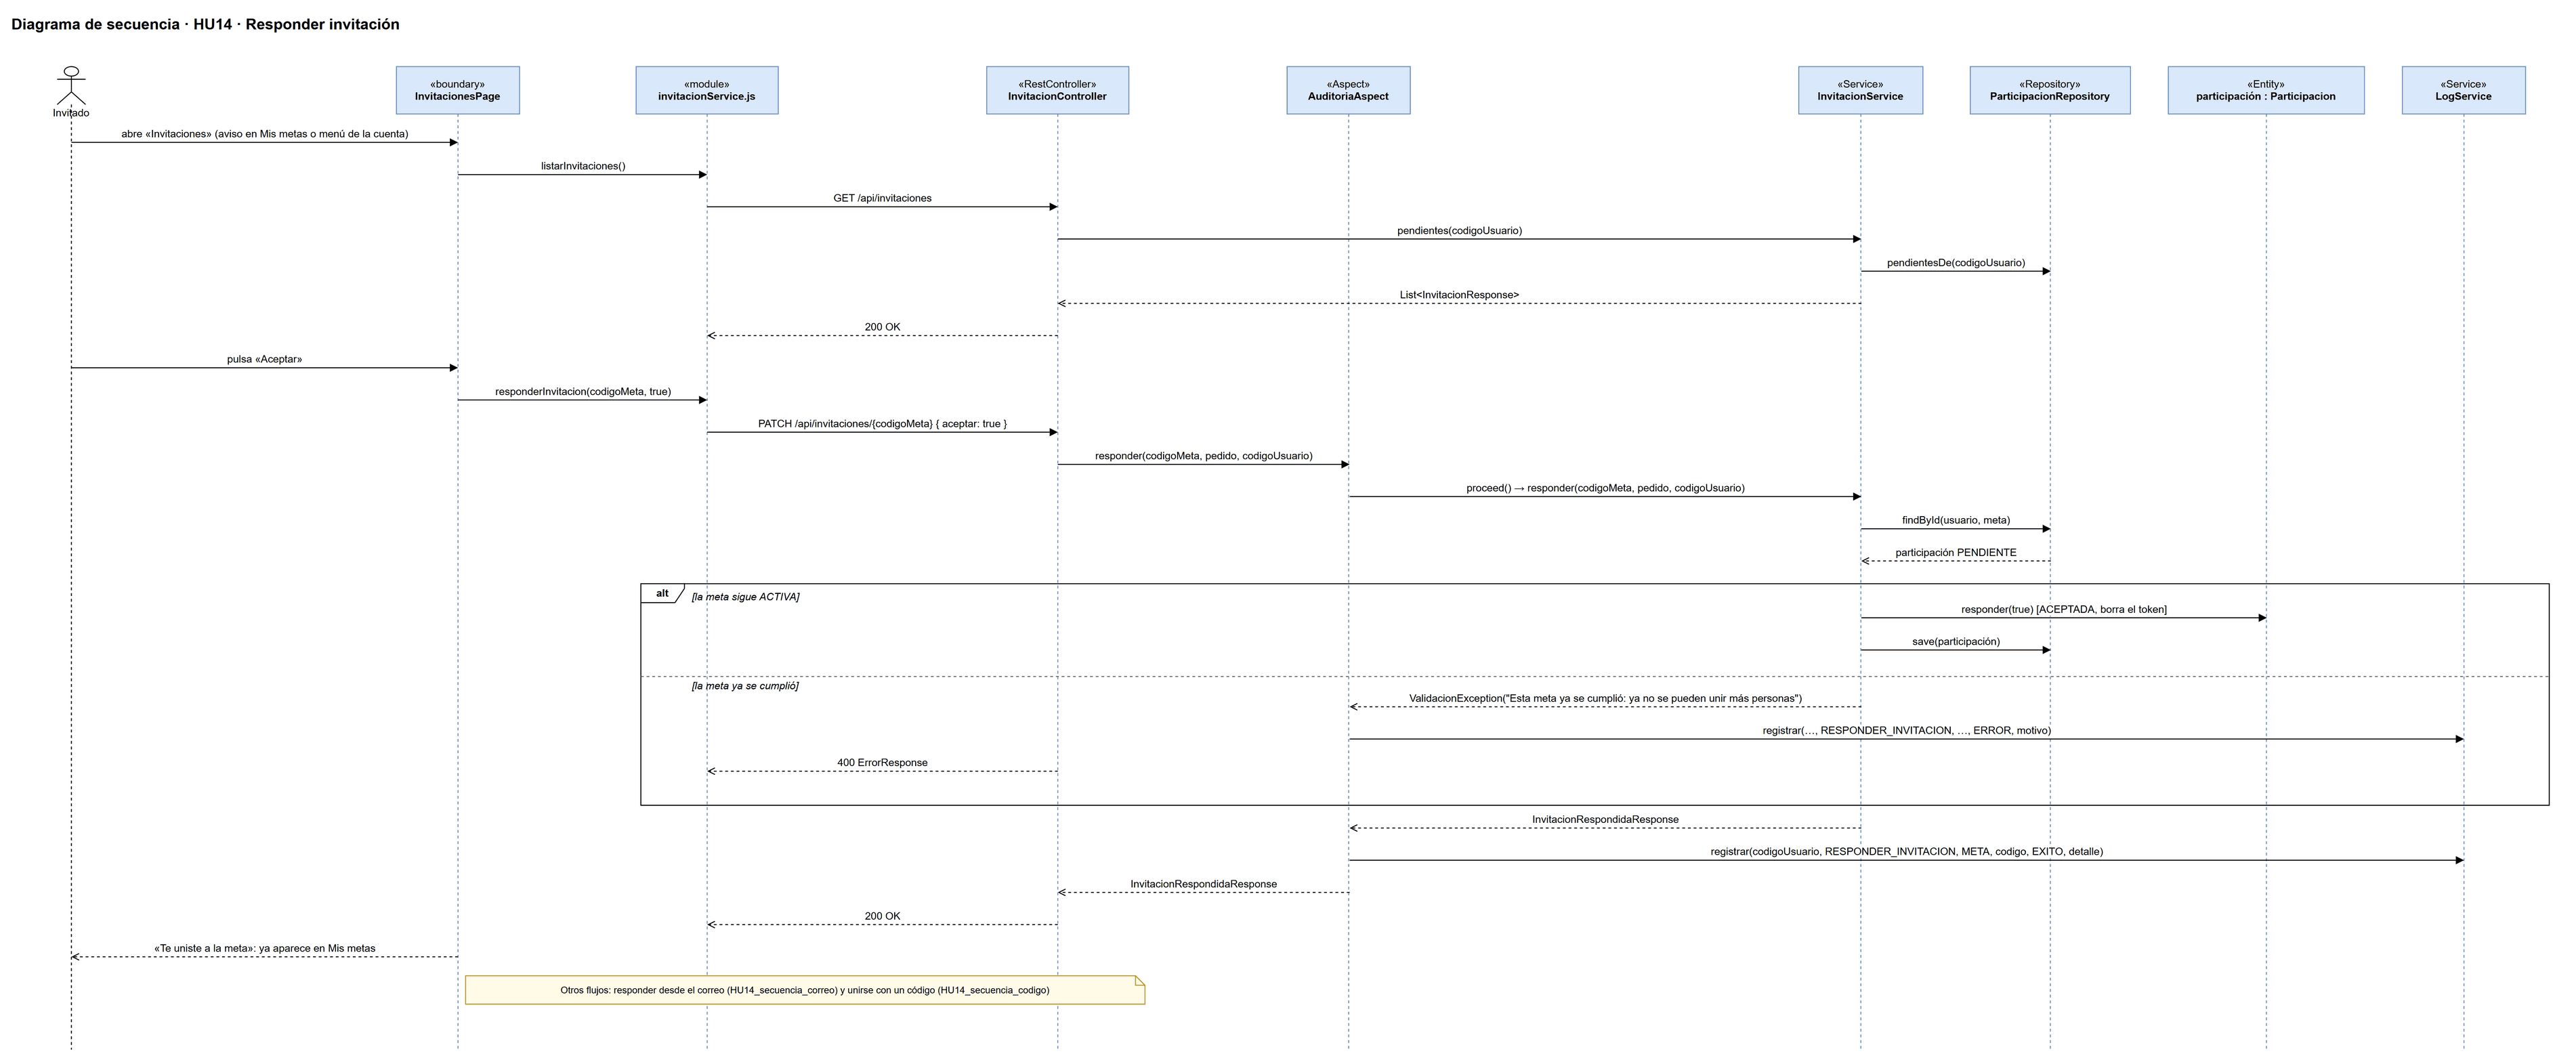 Diagrama de secuencia · HU14 · Responder invitación
Invitado
«boundary»
InvitacionesPage
«module»
invitacionService.js
«RestController»
InvitacionController
«Aspect»
AuditoriaAspect
«Service»
InvitacionService
«Repository»
ParticipacionRepository
«Entity»
participación : Participacion
«Service»
LogService
abre «Invitaciones» (aviso en Mis metas o menú de la cuenta)
listarInvitaciones()
GET /api/invitaciones
pendientes(codigoUsuario)
pendientesDe(codigoUsuario)
List<InvitacionResponse>
200 OK
pulsa «Aceptar»
responderInvitacion(codigoMeta, true)
PATCH /api/invitaciones/{codigoMeta} { aceptar: true }
responder(codigoMeta, pedido, codigoUsuario)
proceed() → responder(codigoMeta, pedido, codigoUsuario)
findById(usuario, meta)
participación PENDIENTE
alt
[la meta sigue ACTIVA]
responder(true) [ACEPTADA, borra el token]
save(participación)
[la meta ya se cumplió]
ValidacionException("Esta meta ya se cumplió: ya no se pueden unir más personas")
registrar(…, RESPONDER_INVITACION, …, ERROR, motivo)
400 ErrorResponse
InvitacionRespondidaResponse
registrar(codigoUsuario, RESPONDER_INVITACION, META, codigo, EXITO, detalle)
InvitacionRespondidaResponse
200 OK
«Te uniste a la meta»: ya aparece en Mis metas
Otros flujos: responder desde el correo (HU14_secuencia_correo) y unirse con un código (HU14_secuencia_codigo)